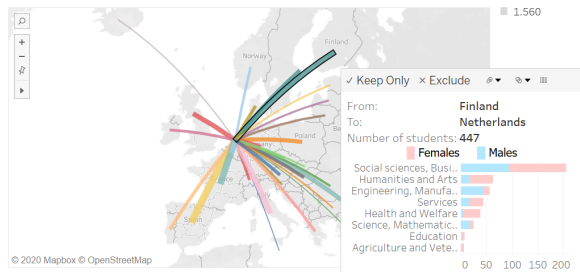 1.560
Finland
Norway
Poland
Spain
© 2020 Mapbox © OpenStreetMap
✓ Keep Only × Exclude
From: Finland
To: Netherlands
Number of students: 447
Females Males
Social sciences, Busi..
Humanities and Arts
Engineering, Manufa..
Services
Health and Welfare
Science, Mathematic..
Education
Agriculture and Vete..
0 50 100 150 200